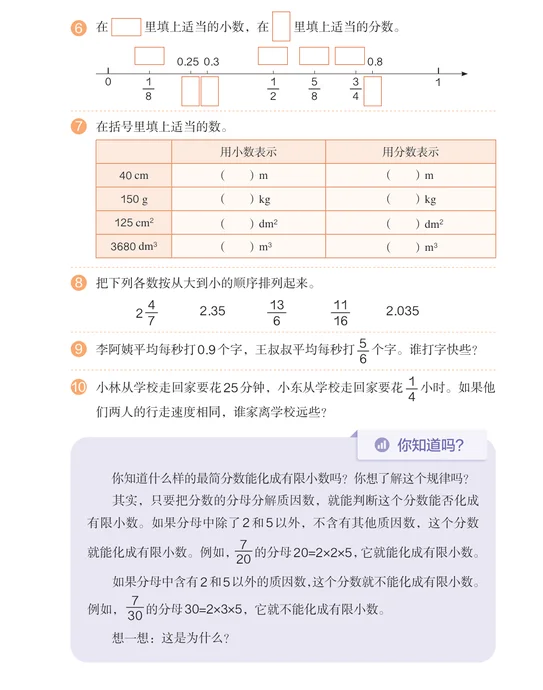 6 在 里填上适当的小数，在 里填上适当的分数。
0.25 0.3 0.8
0 1/8 1/2 5/8 3/4 1
7 在括号里填上适当的数。
用小数表示 用分数表示
40 cm （ ）m （ ）m
150 g （ ）kg （ ）kg
125 cm² （ ）dm² （ ）dm²
3680 dm³ （ ）m³ （ ）m³
8 把下列各数按从大到小的顺序排列起来。
2 4/7 2.35 13/6 11/16 2.035
9 李阿姨平均每秒打0.9个字，王叔叔平均每秒打5/6个字。谁打字快些？
10 小林从学校走回家要花25分钟，小东从学校走回家要花1/4小时。如果他
们两人的行走速度相同，谁家离学校远些？
你知道吗？
你知道什么样的最简分数能化成有限小数吗？你想了解这个规律吗？
其实，只要把分数的分母分解质因数，就能判断这个分数能否化成
有限小数。如果分母中除了2和5以外，不含有其他质因数，这个分数
就能化成有限小数。例如，7/20的分母20=2×2×5，它就能化成有限小数。
如果分母中含有2和5以外的质因数，这个分数就不能化成有限小数。
例如，7/30的分母30=2×3×5，它就不能化成有限小数。
想一想：这是为什么？